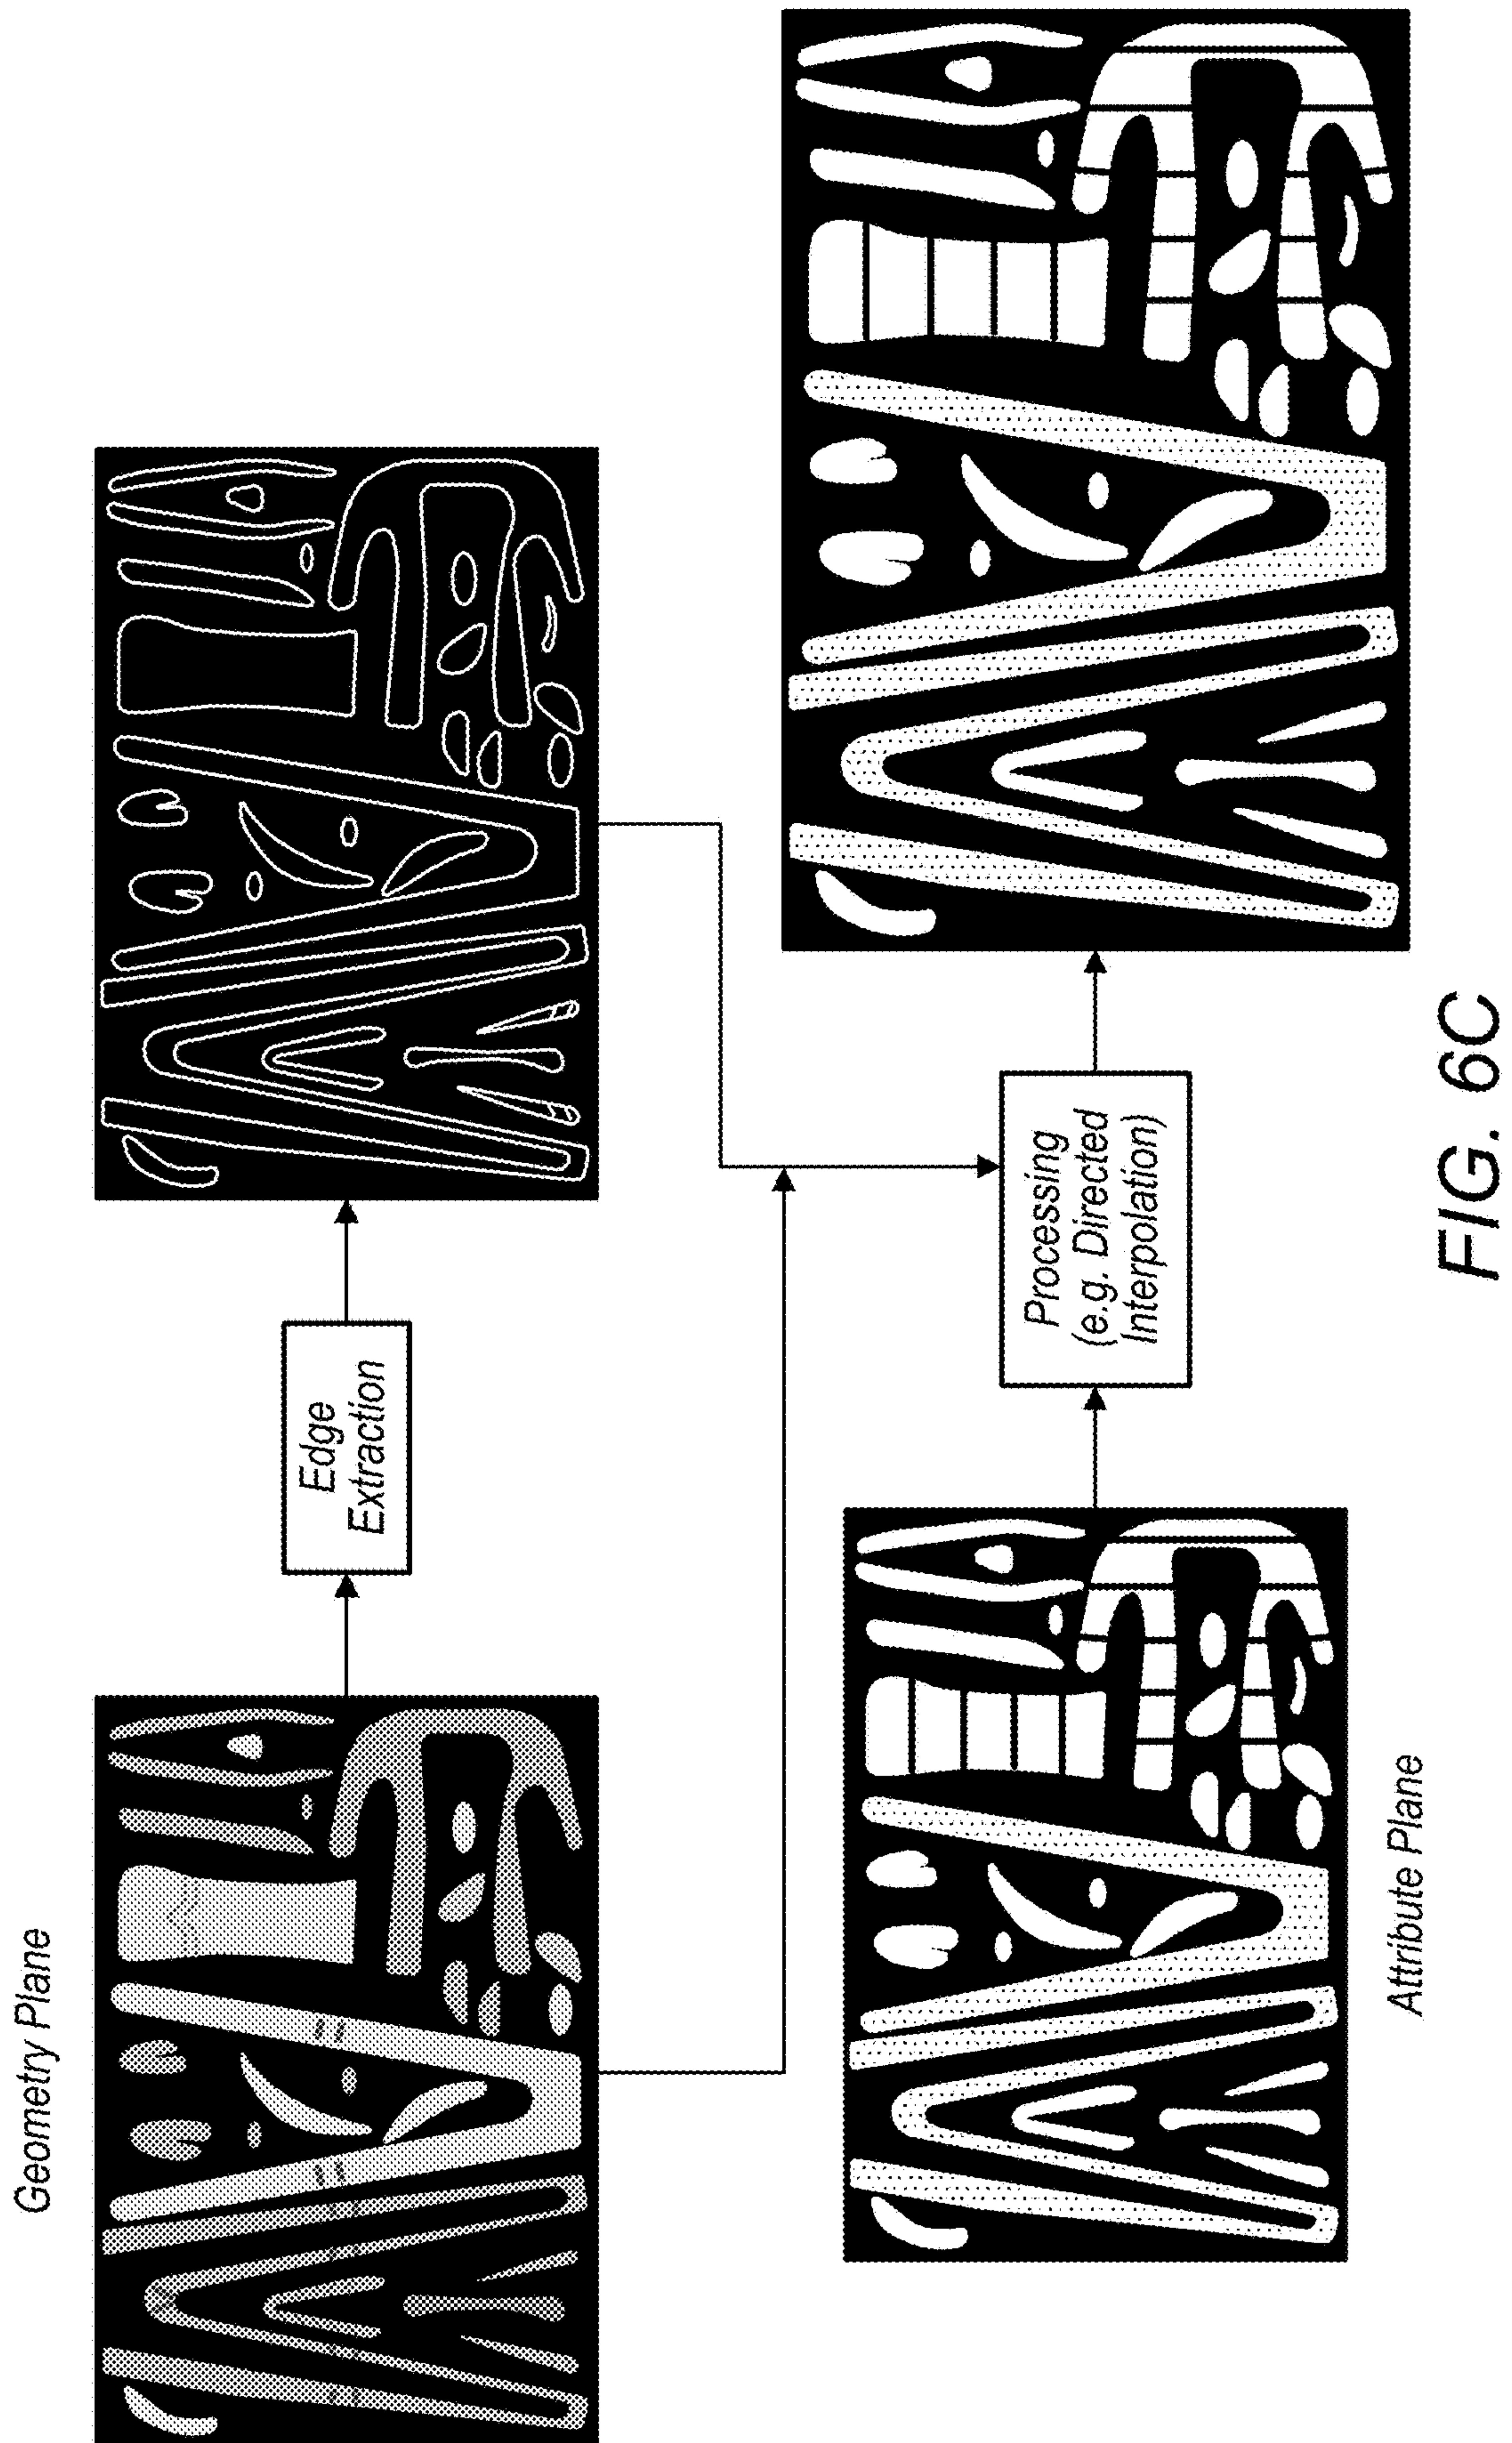 Geometry Plane
Edge
Extraction
Attribute Plane
Processing
(e.g. Directed
Interpolation)
FIG. 6C